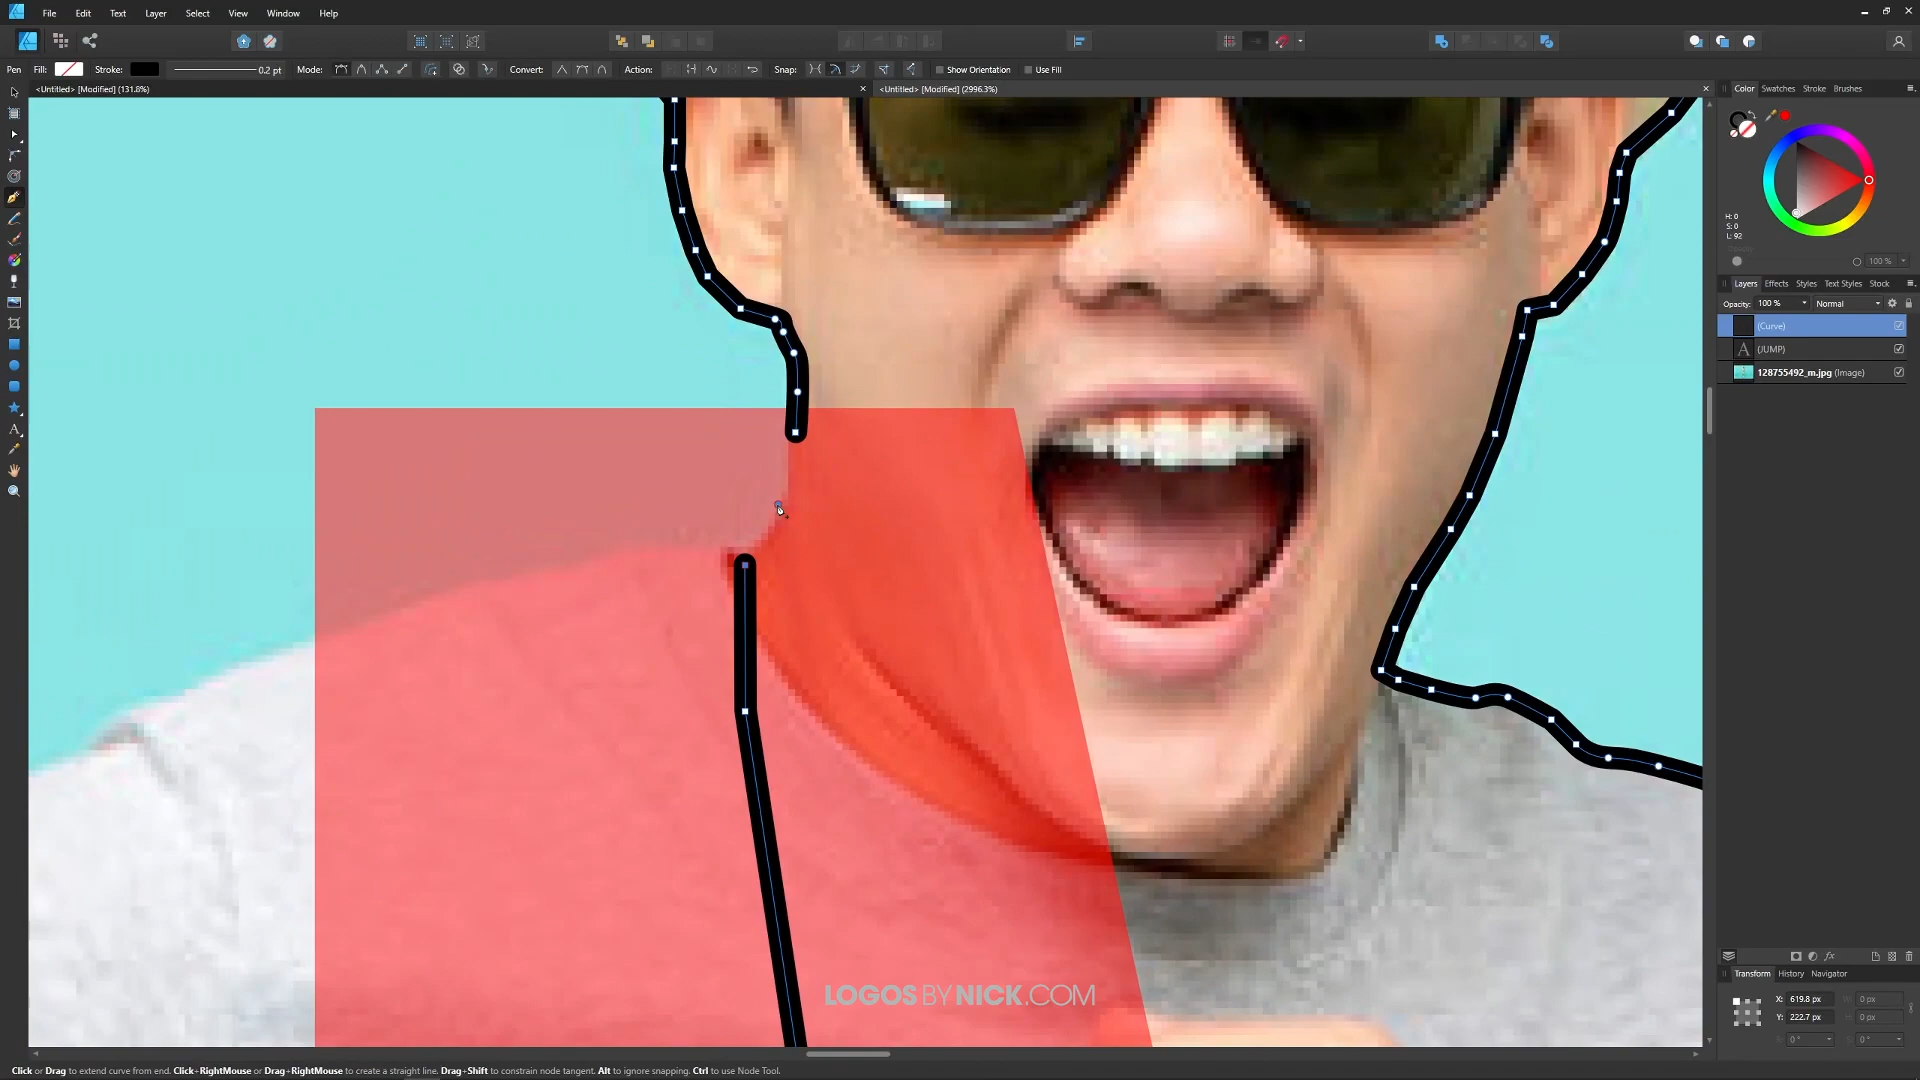 File Edit Text Layer Select View Window Help
Pen Fill: Stroke: 0.2 pt Mode: Convert: Action: Snap: Show Orientation Use Fill
<Untitled> [Modified] (131.8%)
<Untitled> [Modified] (2996.3%)
Color Swatches Stroke Brushes
H: 0
S: 0
L: 92
100 %
Layers Effects Styles Text Styles Stock
Opacity: 100 % Normal
(Curve)
A (JUMP)
128755492_m.jpg (Image)
LOGOS BY NICK.COM
Transform History Navigator
X: 619.8 px W: 0 px
Y: 222.7 px H: 0 px
R: 0 ° S: 0 °
Click or Drag to extend curve from end. Click+RightMouse or Drag+RightMouse to create a straight line. Drag+Shift to constrain node tangent. Alt to ignore snapping. Ctrl to use Node Tool.